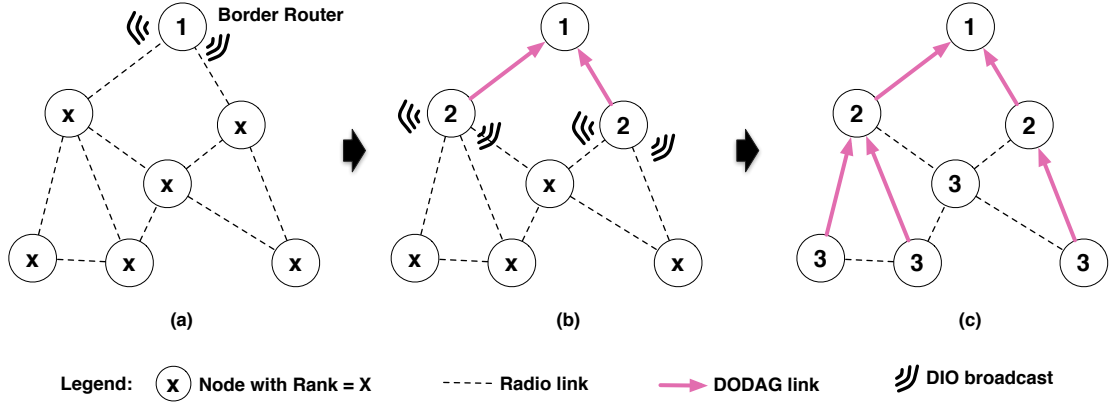 1 Border Router
x
x
x
x
x
x
(a)
1
2
2
x
x
x
x
(b)
1
2
2
3
3
3
3
(c)
Legend: x Node with Rank = X Radio link DODAG link DIO broadcast